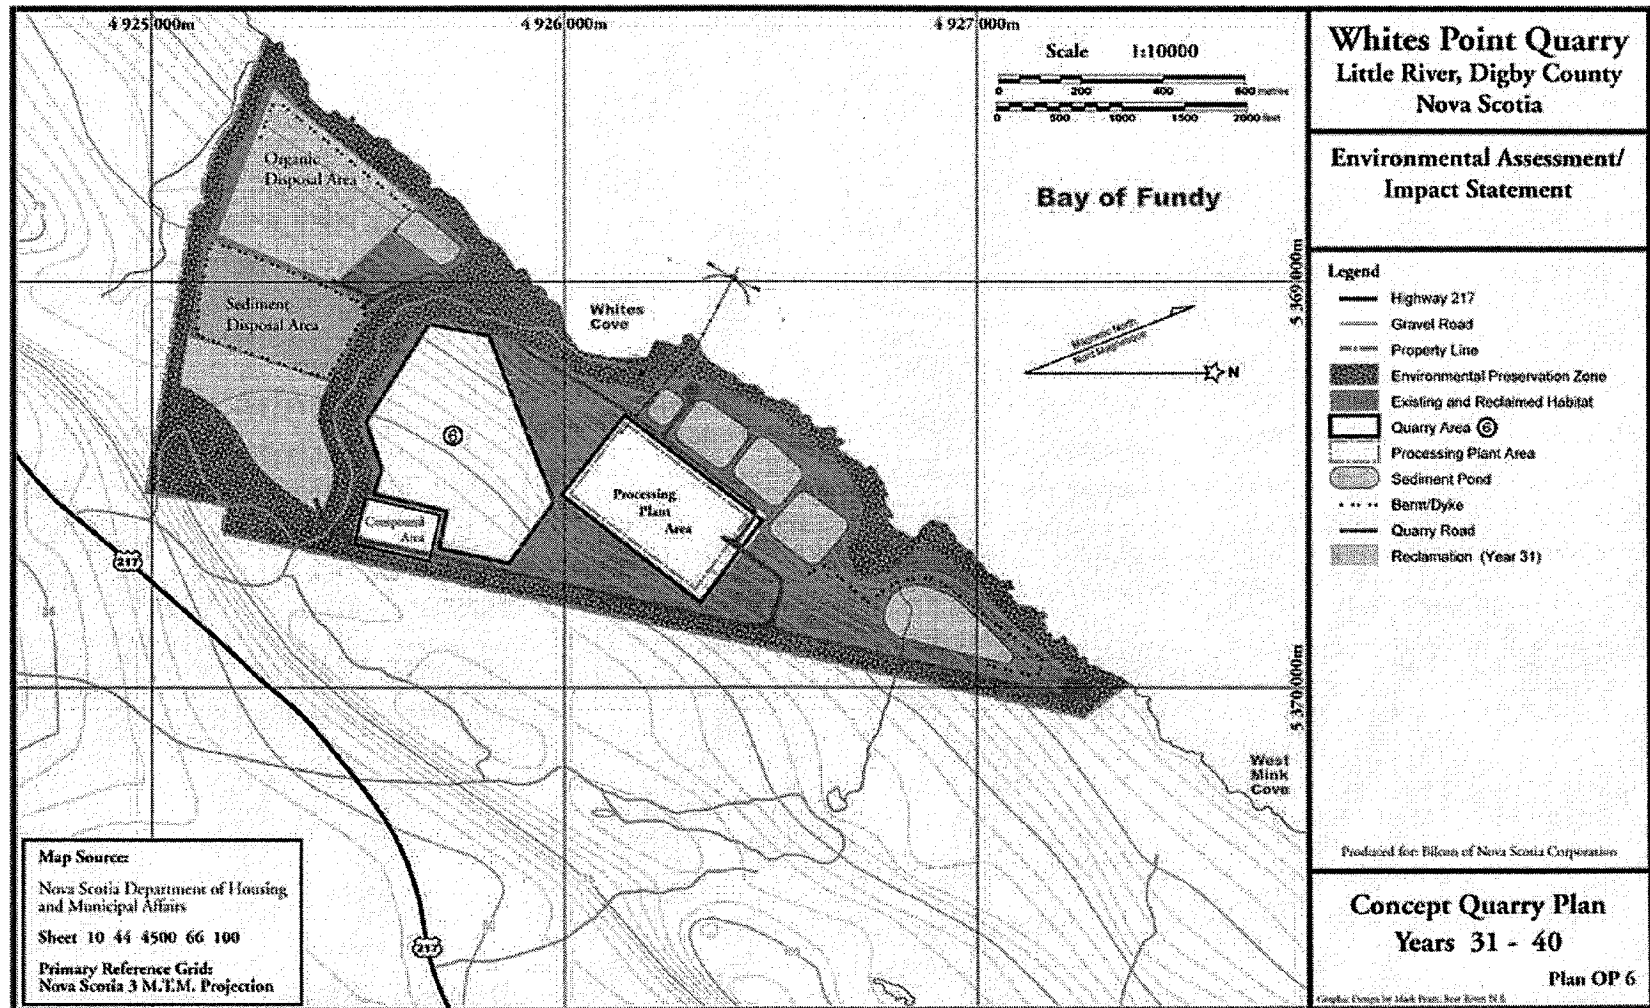 4 925 000m
4 926 000m
4 927 000m
Scale 1:10000
0 200 400 600 metres
0 500 1000 1500 2000 feet
Bay of Fundy
Organic
Disposal Area
Sediment
Disposal Area
Whites
Cove
Magnetic North
Nord Magnétique
N
5 369 000m
6
Compound
Area
Processing
Plant
Area
217
5 370 000m
West
Mink
Cove
217
Map Source:
Nova Scotia Department of Housing
and Municipal Affairs
Sheet 10 44 4500 66 100
Primary Reference Grid:
Nova Scotia 3 M.T.M. Projection
Whites Point Quarry
Little River, Digby County
Nova Scotia
Environmental Assessment/
Impact Statement
Legend
Highway 217
Gravel Road
Property Line
Environmental Preservation Zone
Existing and Reclaimed Habitat
Quarry Area 6
Processing Plant Area
Sediment Pond
Berm/Dyke
Quarry Road
Reclamation (Year 31)
Produced for: Bilcon of Nova Scotia Corporation
Concept Quarry Plan
Years 31 - 40
Plan OP 6